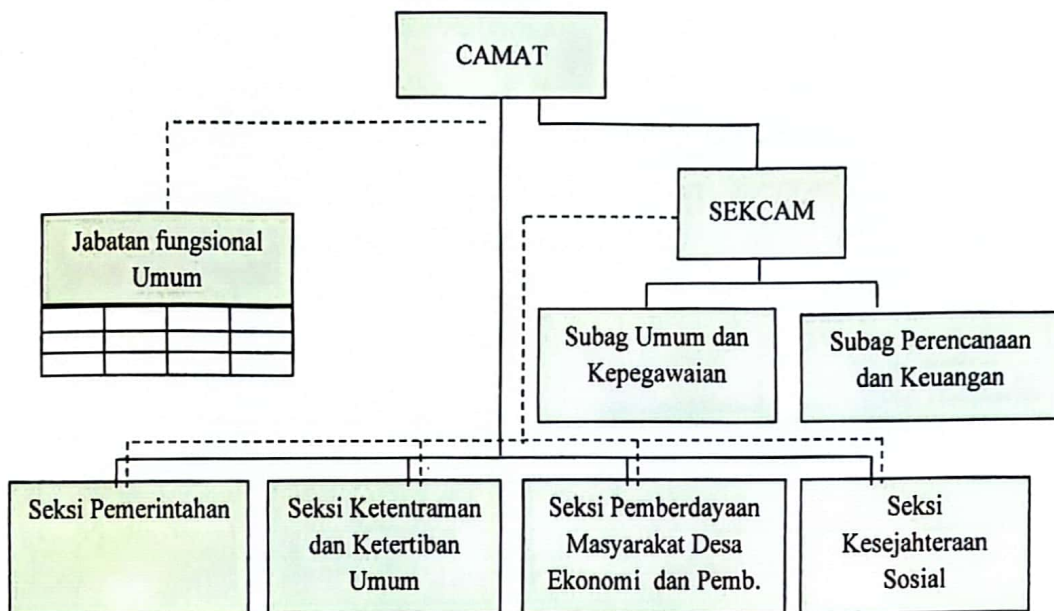 CAMAT
SEKCAM
Jabatan fungsional
Umum
Subag Umum dan
Kepegawaian
Subag Perencanaan
dan Keuangan
Seksi Pemerintahan
Seksi Ketentraman
dan Ketertiban
Umum
Seksi Pemberdayaan
Masyarakat Desa
Ekonomi dan Pemb.
Seksi
Kesejahteraan
Sosial